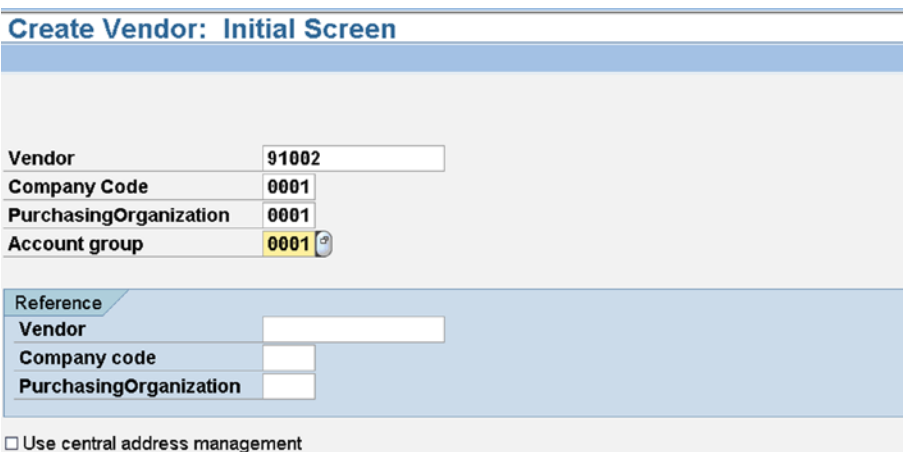 Create Vendor: Initial Screen
Vendor 91002
Company Code 0001
PurchasingOrganization 0001
Account group 0001
Reference
Vendor
Company code
PurchasingOrganization
Use central address management